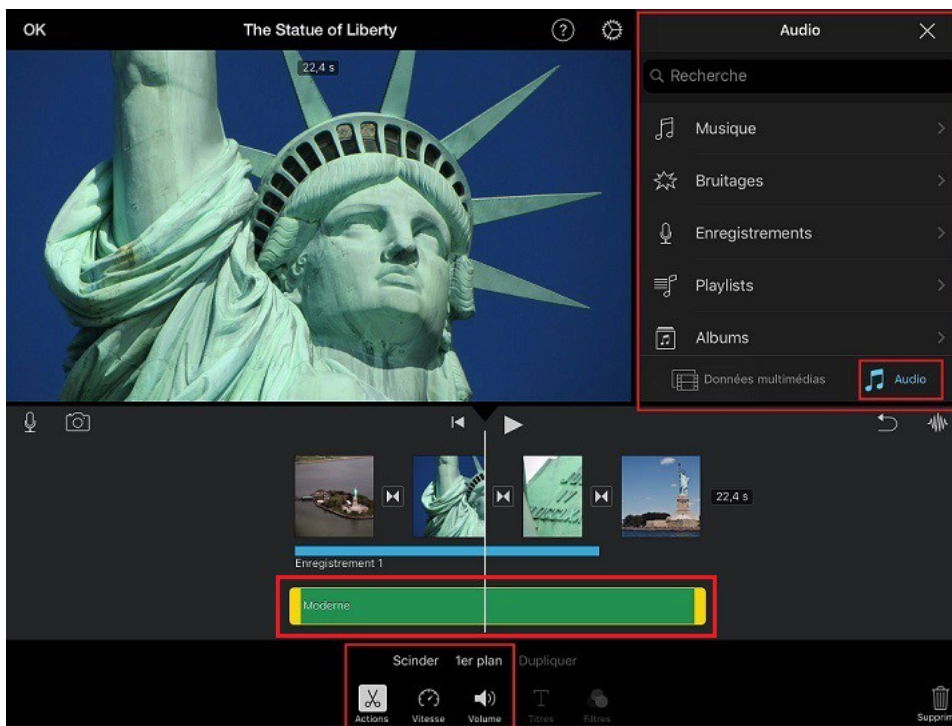 OK
The Statue of Liberty
?
22,4 s
Audio
Recherche
Musique
Bruitages
Enregistrements
Playlists
Albums
Données multimédias
Audio
22,4 s
Enregistrement 1
Moderne
Scinder 1er plan Dupliquer
Actions Vitesse Volume Titres Filtres